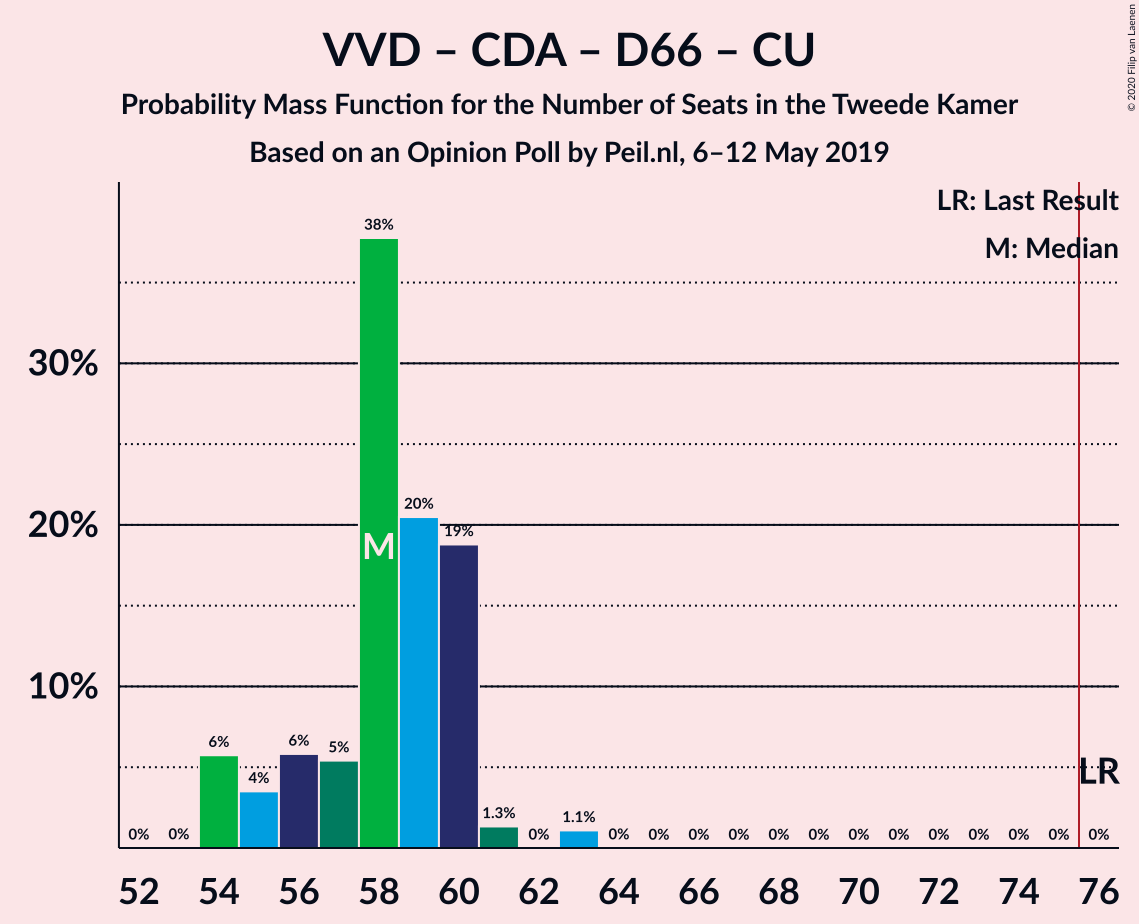 VVD – CDA – D66 – CU
Probability Mass Function for the Number of Seats in the Tweede Kamer
Based on an Opinion Poll by Peil.nl, 6–12 May 2019
© 2020 Filip van Laenen
LR: Last Result
M: Median
30%
20%
10%
0% 0% 6% 4% 6% 5% 38% 20% 19% 1.3% 0% 1.1% 0% 0% 0% 0% 0% 0% 0% 0% 0% 0% 0% 0% 0%
M
LR
52 54 56 58 60 62 64 66 68 70 72 74 76